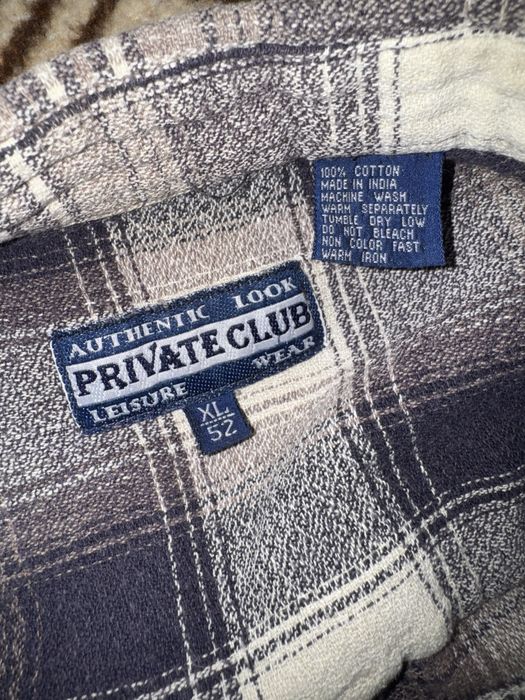 100% COTTON
MADE IN INDIA
MACHINE WASH
WARM SEPARATELY
TUMBLE DRY LOW
DO NOT BLEACH
NON COLOR FAST
WARM IRON
AUTHENTIC LOOK
PRIVATE CLUB
LEISURE WEAR
XL
52